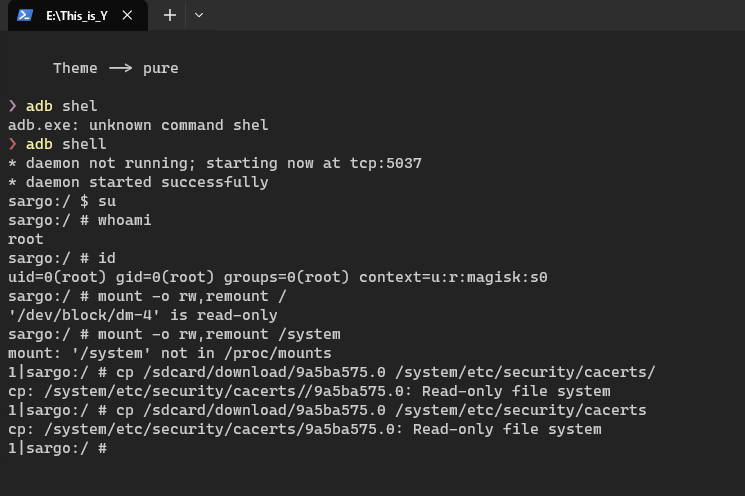 E:\This_is_Y
Theme ⟶ pure
❯ adb shel
adb.exe: unknown command shel
❯ adb shell
* daemon not running; starting now at tcp:5037
* daemon started successfully
sargo:/ $ su
sargo:/ # whoami
root
sargo:/ # id
uid=0(root) gid=0(root) groups=0(root) context=u:r:magisk:s0
sargo:/ # mount -o rw,remount /
'/dev/block/dm-4' is read-only
sargo:/ # mount -o rw,remount /system
mount: '/system' not in /proc/mounts
1|sargo:/ # cp /sdcard/download/9a5ba575.0 /system/etc/security/cacerts/
cp: /system/etc/security/cacerts//9a5ba575.0: Read-only file system
1|sargo:/ # cp /sdcard/download/9a5ba575.0 /system/etc/security/cacerts
cp: /system/etc/security/cacerts/9a5ba575.0: Read-only file system
1|sargo:/ #